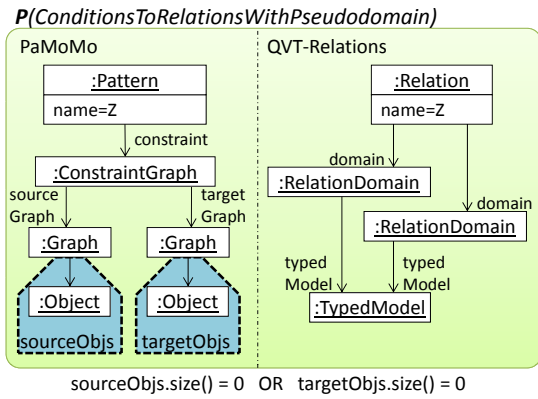 P(ConditionsToRelationsWithPseudodomain)
PaMoMo
:Pattern
name=Z
constraint
:ConstraintGraph
source
Graph
target
Graph
:Graph
:Graph
:Object
:Object
sourceObjs
targetObjs
QVT-Relations
:Relation
name=Z
domain
:RelationDomain
domain
:RelationDomain
typed
Model
typed
Model
:TypedModel
sourceObjs.size() = 0 OR targetObjs.size() = 0